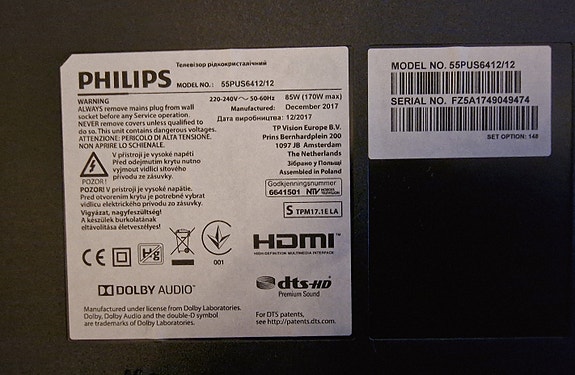 Телевізор рідкокристалічний
PHILIPS MODEL NO.: 55PUS6412/12
WARNING
ALWAYS remove mains plug from wall
socket before any Service operation.
NEVER remove covers unless qualified to
do so. This unit contains dangerous voltages.
ATTENZIONE: PERICOLO DI ALTA TENSIONE.
NON APRIRE LO SCHIENALE.
V přístroji je vysoké napětí
Před odejmutím krytu nutno
vyjmout vidlici síťového
přívodu ze zásuvky.
POZOR!
POZOR ! V prístroji je vysoké napätie.
Pred otvorením krytu je potrebné vybrat
vidlicu elektrického prívodu zo zásuvky.
Vigyázat, nagyfeszültség!
A készülek burkolatának
eltávolítása életveszélyes!
220-240V～ 50-60Hz 85W (170W max)
Manufactured: December 2017
Дата виробництва: 12/2017
TP Vision Europe B.V.
Prins Bernhardplein 200
1097 JB Amsterdam
The Netherlands
Зібрано у Польщі
Assembled in Poland
Godkjenningsnummer
6641501 NTV
S TPM17.1E LA
CE Hg
001
HDMI™
HIGH-DEFINITION MULTIMEDIA INTERFACE
DOLBY AUDIO™
Manufactured under license from Dolby Laboratories.
Dolby, Dolby Audio and the double-D symbol
are trademarks of Dolby Laboratories.
dts-HD
Premium Sound
For DTS patents,
see http://patents.dts.com.
MODEL NO. 55PUS6412/12
SERIAL NO. FZ5A1749049474
SET OPTION: 148